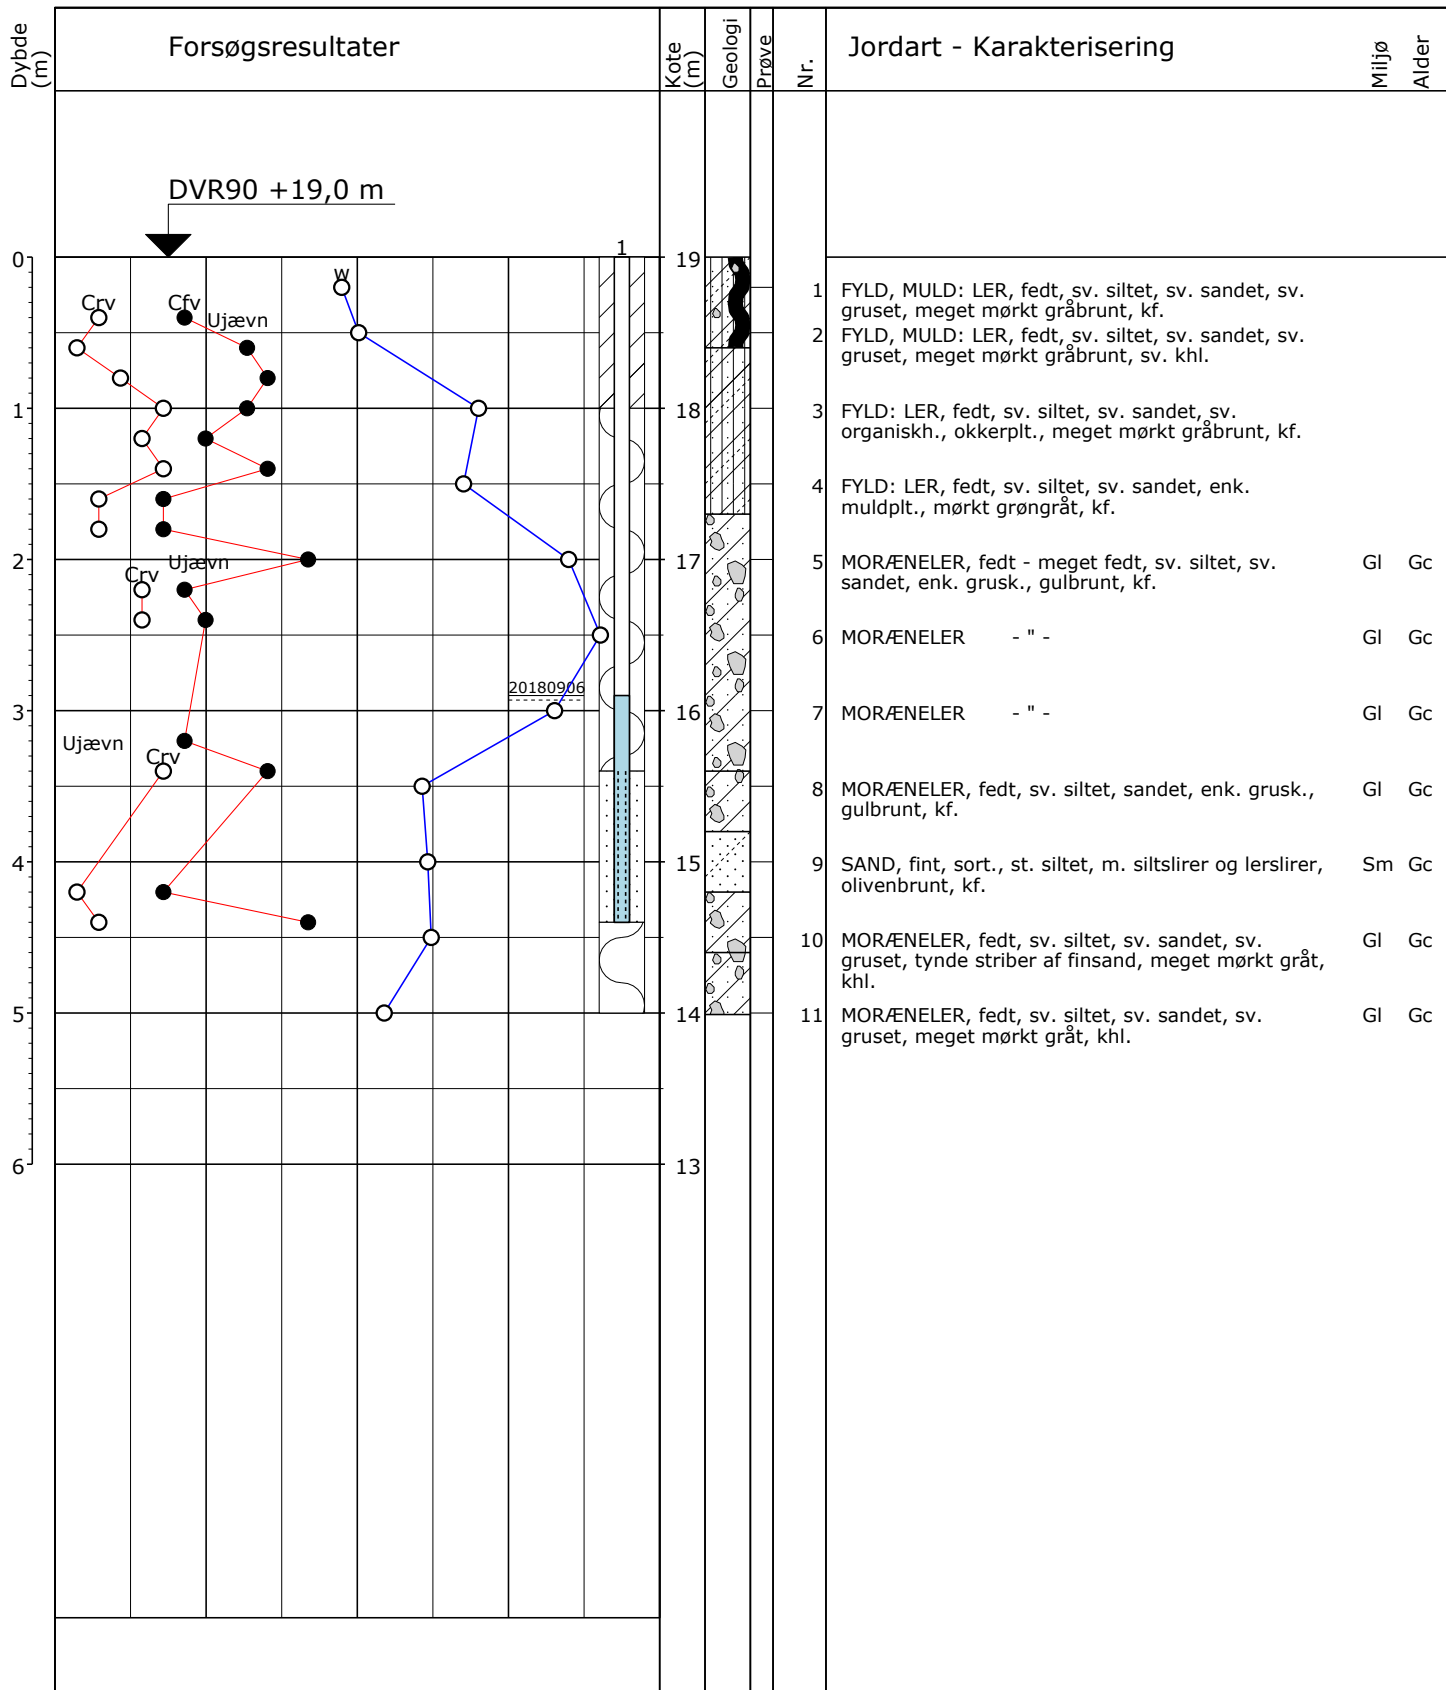 Dybde
(m)
Forsøgsresultater
Kote
(m)
Geologi
Prøve
Nr.
Jordart - Karakterisering
Miljø
Alder
DVR90 +19,0 m
1
0
19
w
Crv
Cfv
Ujævn
1 FYLD, MULD: LER, fedt, sv. siltet, sv. sandet, sv.
gruset, meget mørkt gråbrunt, kf.
2 FYLD, MULD: LER, fedt, sv. siltet, sv. sandet, sv.
gruset, meget mørkt gråbrunt, sv. khl.
1
18
3 FYLD: LER, fedt, sv. siltet, sv. sandet, sv.
organiskh., okkerplt., meget mørkt gråbrunt, kf.
4 FYLD: LER, fedt, sv. siltet, sv. sandet, enk.
muldplt., mørkt grøngråt, kf.
2
17
Ujævn
Crv
5 MORÆNELER, fedt - meget fedt, sv. siltet, sv. Gl Gc
sandet, enk. grusk., gulbrunt, kf.
6 MORÆNELER - " - Gl Gc
20180906
3
16
7 MORÆNELER - " - Gl Gc
Ujævn
Crv
8 MORÆNELER, fedt, sv. siltet, sandet, enk. grusk., Gl Gc
gulbrunt, kf.
4
15
9 SAND, fint, sort., st. siltet, m. siltslirer og lerslirer, Sm Gc
olivenbrunt, kf.
10 MORÆNELER, fedt, sv. siltet, sv. sandet, sv. Gl Gc
gruset, tynde striber af finsand, meget mørkt gråt,
khl.
5
14
11 MORÆNELER, fedt, sv. siltet, sv. sandet, sv. Gl Gc
gruset, meget mørkt gråt, khl.
6
13